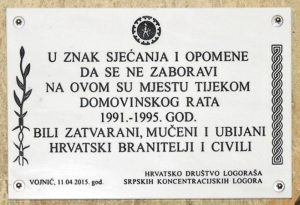 U ZNAK SJEĆANJA I OPOMENE
DA SE NE ZABORAVI
NA OVOM SU MJESTU TIJEKOM
DOMOVINSKOG RATA
1991.-1995. GOD.
BILI ZATVARANI, MUČENI I UBIJANI
HRVATSKI BRANITELJI I CIVILI
HRVATSKO DRUŠTVO LOGORAŠA
SRPSKIH KONCENTRACIJSKIH LOGORA
VOJNIĆ, 11.04.2015. god.